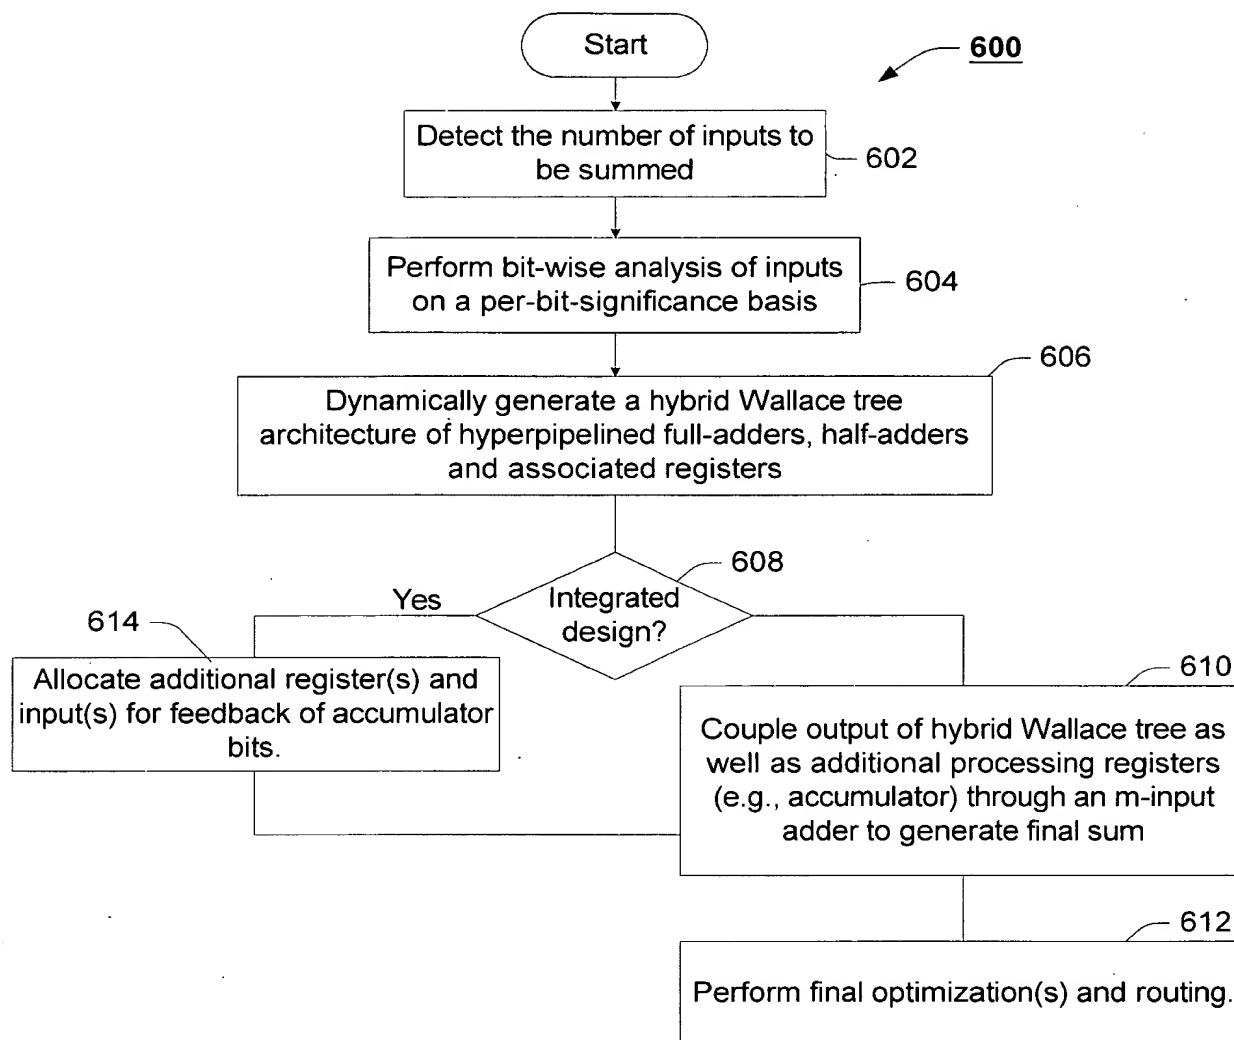 Start
600
Detect the number of inputs to
be summed
602
Perform bit-wise analysis of inputs
on a per-bit-significance basis
604
606
Dynamically generate a hybrid Wallace tree
architecture of hyperpipelined full-adders, half-adders
and associated registers
608
Integrated
design?
Yes
614
Allocate additional register(s) and
input(s) for feedback of accumulator
bits.
610
Couple output of hybrid Wallace tree as
well as additional processing registers
(e.g., accumulator) through an m-input
adder to generate final sum
612
Perform final optimization(s) and routing.